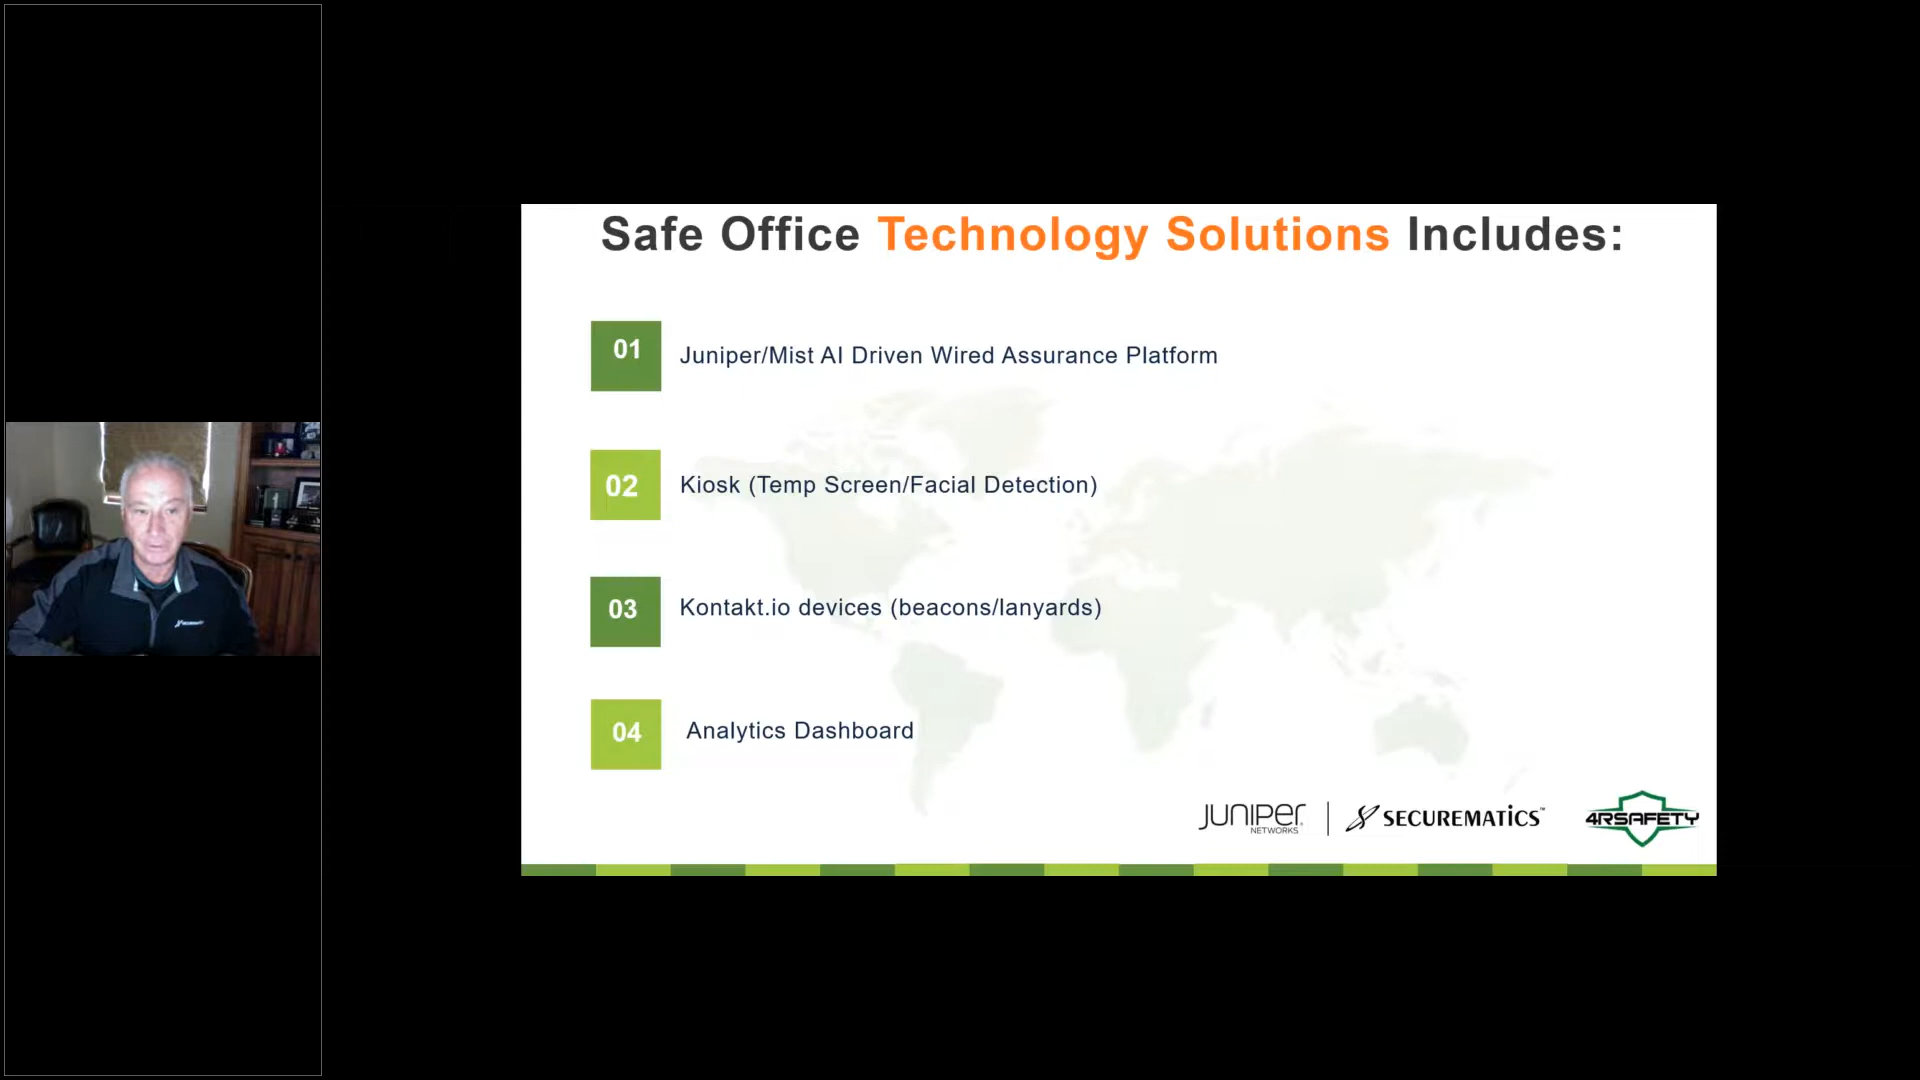 Safe Office Technology Solutions Includes:
01
Juniper/Mist AI Driven Wired Assurance Platform
02
Kiosk (Temp Screen/Facial Detection)
03
Kontakt.io devices (beacons/lanyards)
04
Analytics Dashboard
JUNIPER
NETWORKS
SECUREMATICS™
4RSAFETY